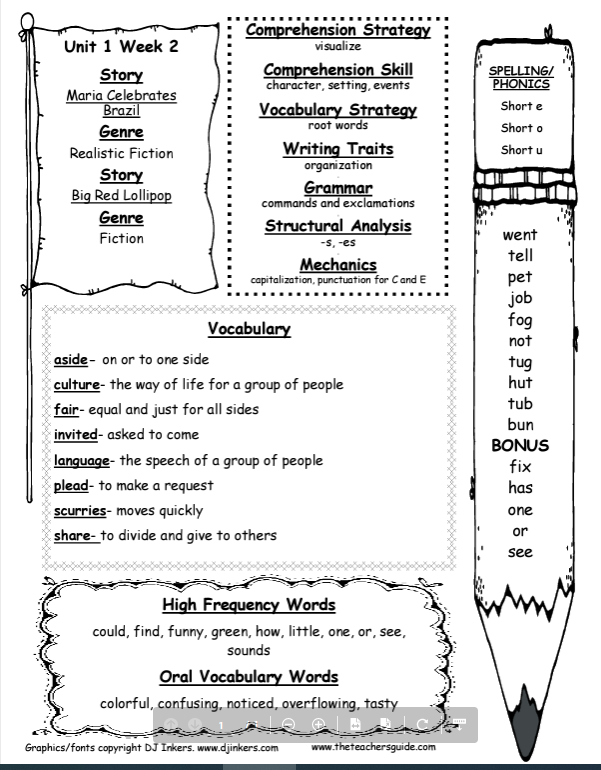 Unit 1 Week 2
Story
Maria Celebrates
Brazil
Genre
Realistic Fiction
Story
Big Red Lollipop
Genre
Fiction
Comprehension Strategy
visualize
Comprehension Skill
character, setting, events
Vocabulary Strategy
root words
Writing Traits
organization
Grammar
commands and exclamations
Structural Analysis
-s, -es
Mechanics
capitalization, punctuation for C and E
SPELLING/
PHONICS
Short e
Short o
Short u
went
tell
pet
job
fog
not
tug
hut
tub
bun
BONUS
fix
has
one
or
see
Vocabulary
aside- on or to one side
culture- the way of life for a group of people
fair- equal and just for all sides
invited- asked to come
language- the speech of a group of people
plead- to make a request
scurries- moves quickly
share- to divide and give to others
High Frequency Words
could, find, funny, green, how, little, one, or, see,
sounds
Oral Vocabulary Words
colorful, confusing, noticed, overflowing, tasty
1
Graphics/fonts copyright DJ Inkers. www.djinkers.com
www.theteachersguide.com